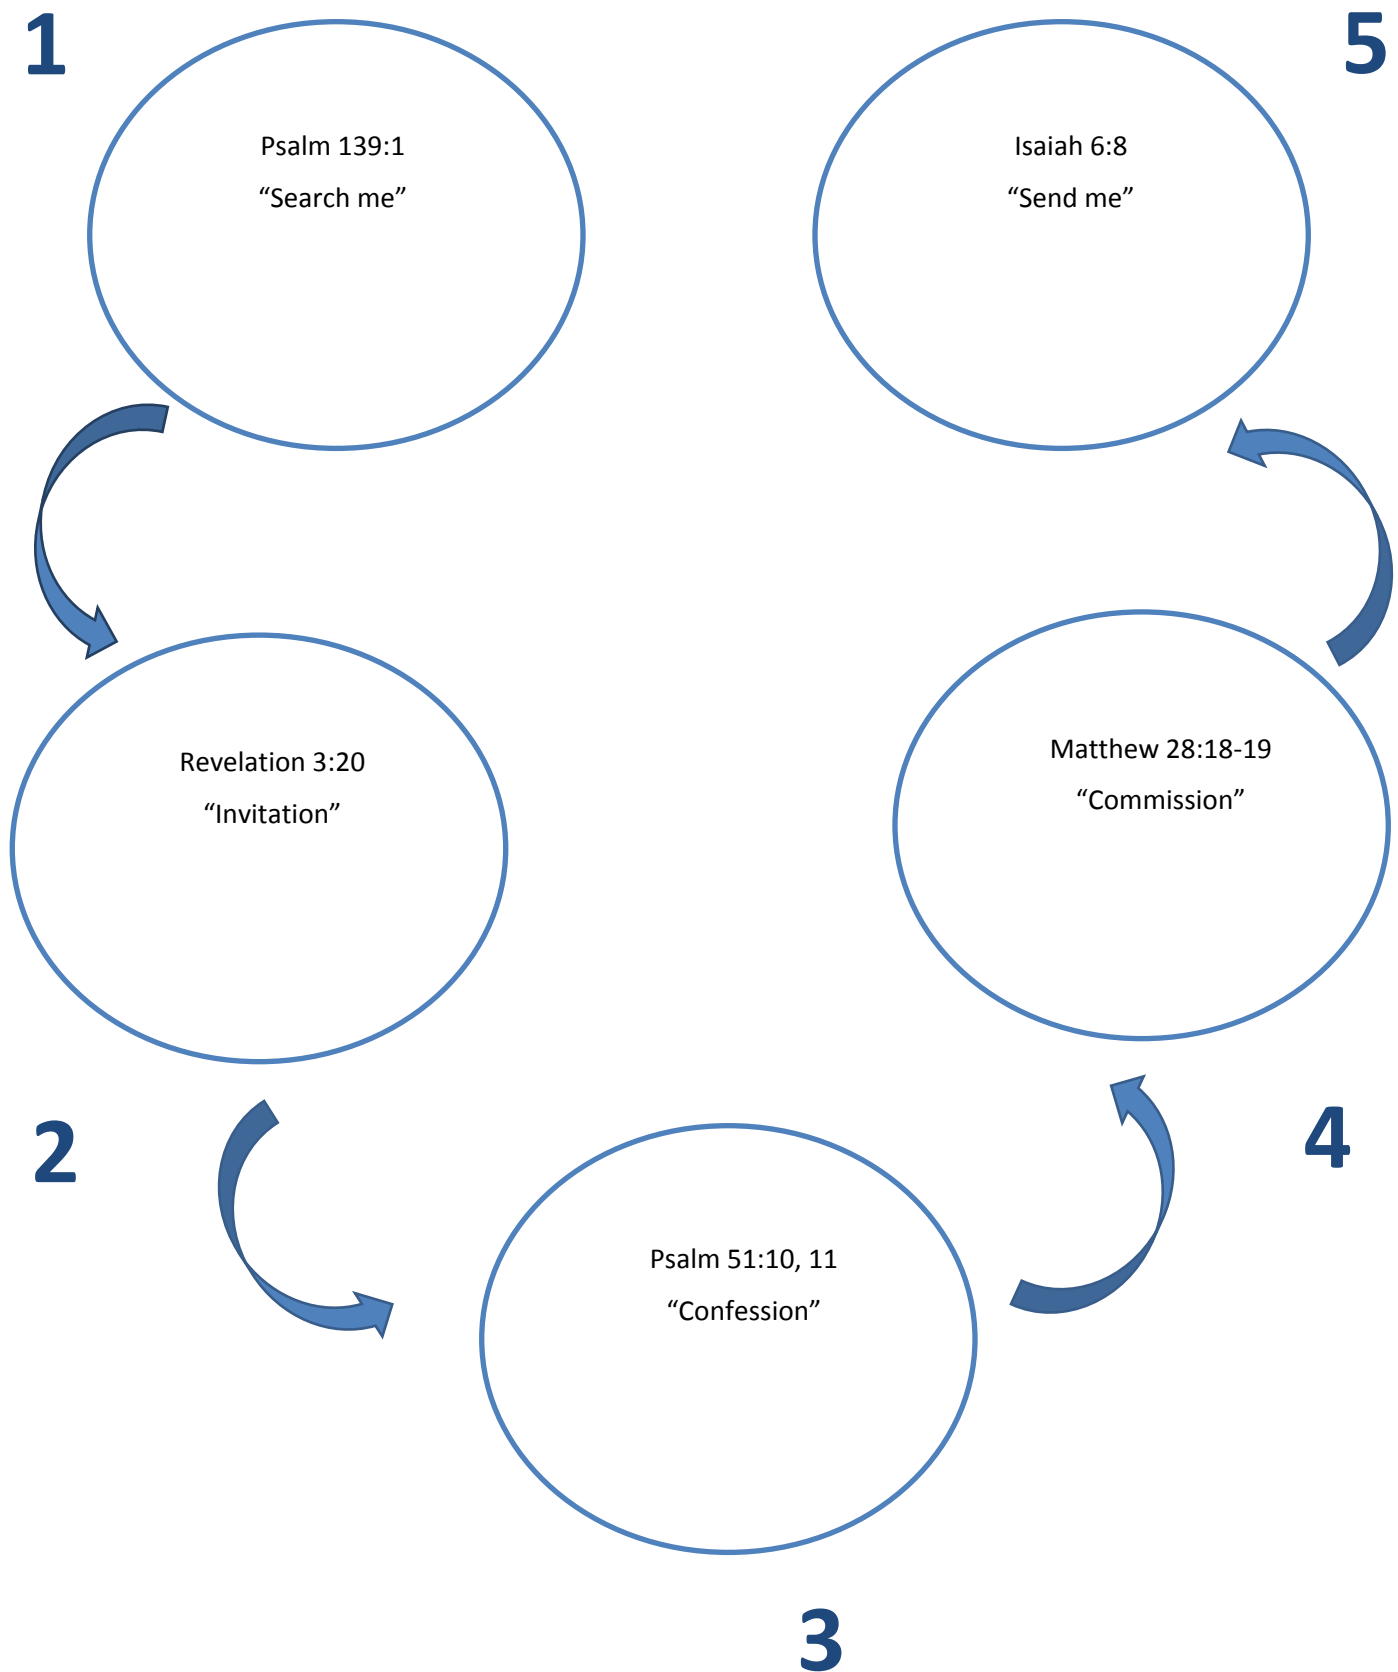 1
Psalm 139:1
“Search me”
2
Revelation 3:20
“Invitation”
3
Psalm 51:10, 11
“Confession”
4
Matthew 28:18-19
“Commission”
5
Isaiah 6:8
“Send me”